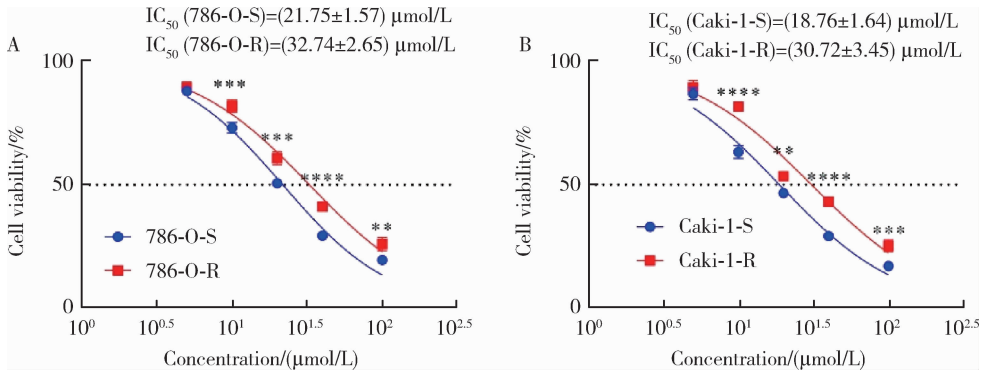 A
IC50 (786-O-S)=(21.75±1.57) μmol/L
IC50 (786-O-R)=(32.74±2.65) μmol/L
100
50
0
Cell viability/%
***
***
****
**
786-O-S
786-O-R
10^0
10^0.5
10^1
10^1.5
10^2
10^2.5
Concentration/(μmol/L)
B
IC50 (Caki-1-S)=(18.76±1.64) μmol/L
IC50 (Caki-1-R)=(30.72±3.45) μmol/L
100
50
0
Cell viability/%
****
**
****
***
Caki-1-S
Caki-1-R
10^0
10^0.5
10^1
10^1.5
10^2
10^2.5
Concentration/(μmol/L)